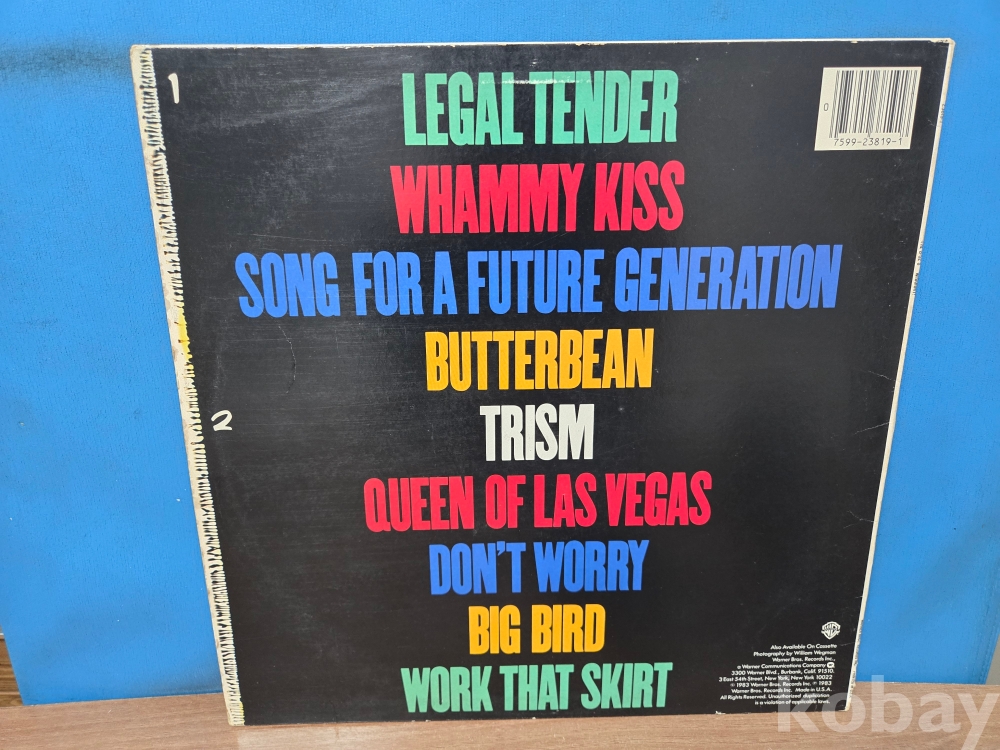 1
LEGAL TENDER
WHAMMY KISS
SONG FOR A FUTURE GENERATION
BUTTERBEAN
2
TRISM
QUEEN OF LAS VEGAS
DON'T WORRY
BIG BIRD
WORK THAT SKIRT
0
7599-23819-1
Also Available On Cassette
Photography by William Wegman
Warner Bros. Records Inc.,
a Warner Communications Company
3300 Warner Blvd., Burbank, Calif. 91510.
3 East 54th Street, New York, New York 10022
℗ 1983 Warner Bros. Records Inc. © 1983
Warner Bros. Records Inc. Made in U.S.A.
All Rights Reserved. Unauthorized duplication
is a violation of applicable laws.
kobay